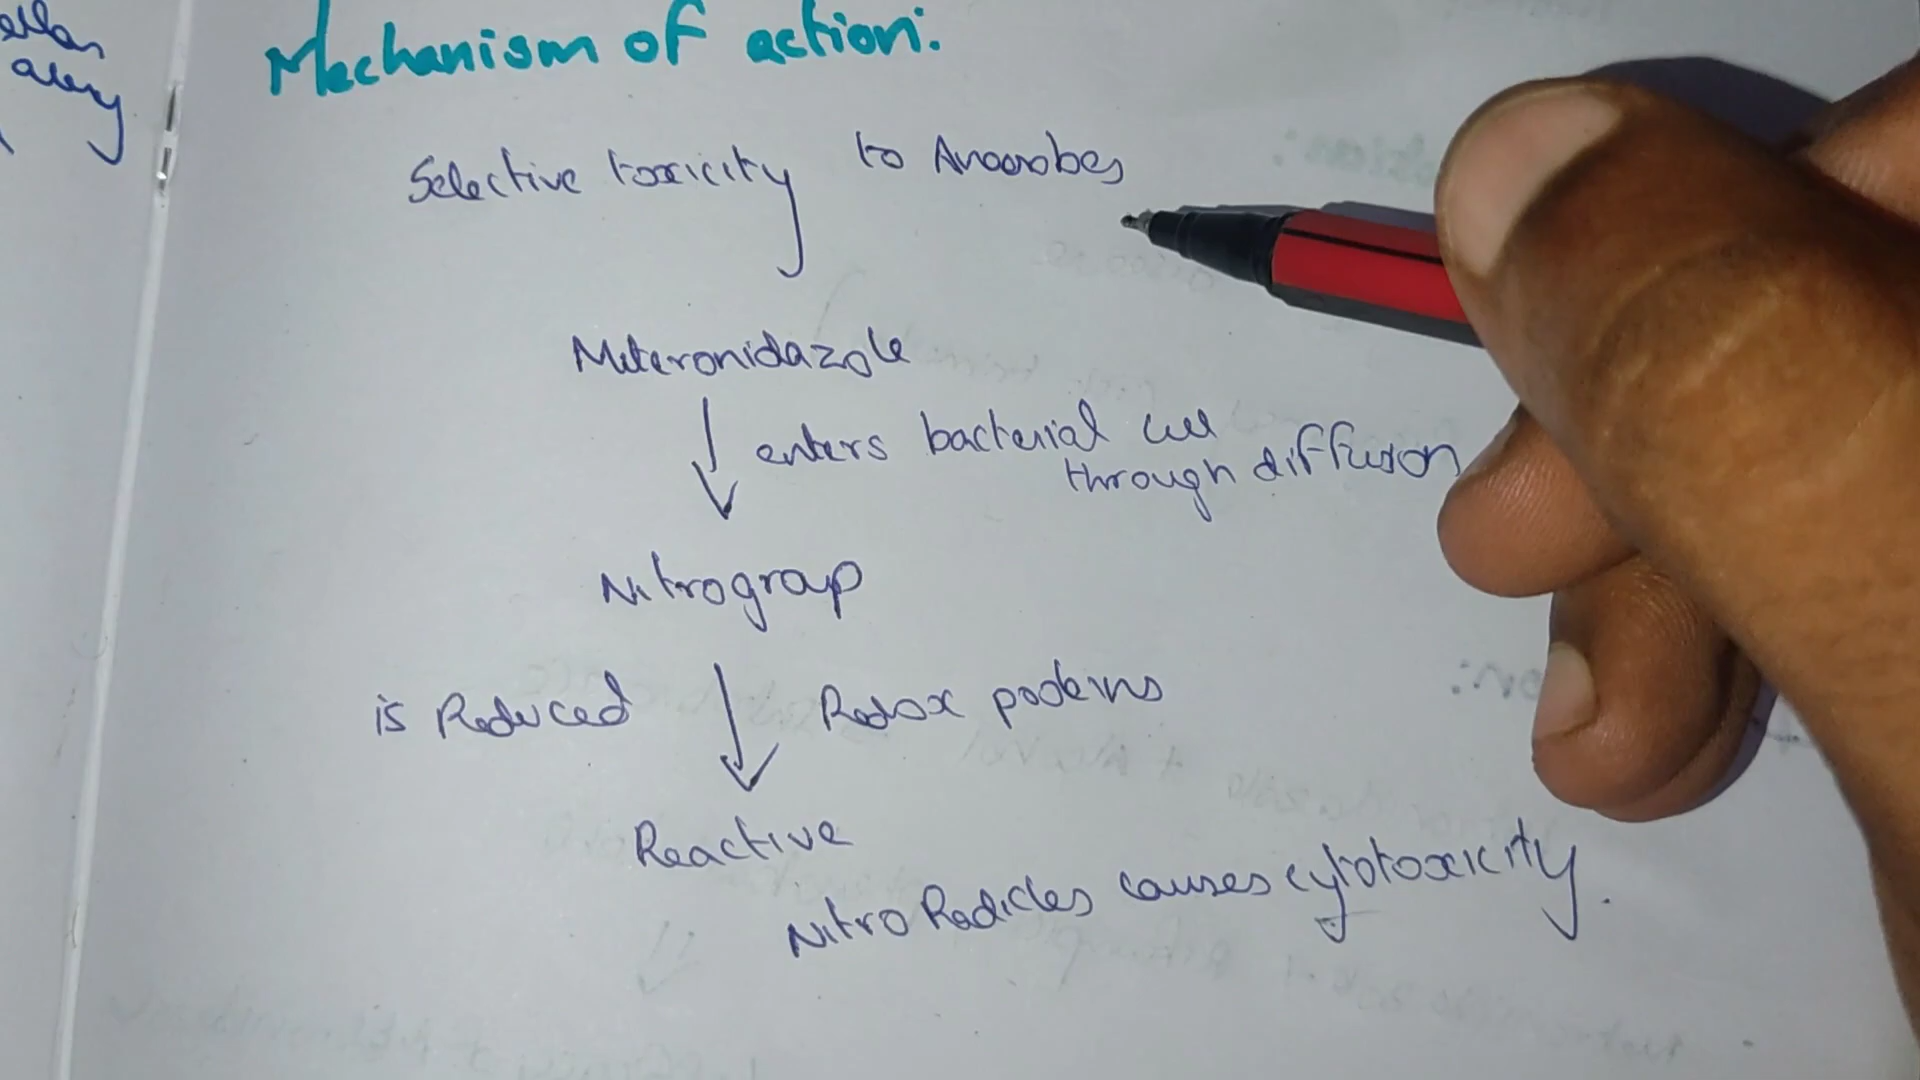 Mechanism of action:
Selective toxicity to Anaerobes
Meteronidazole
enters bacterial cell
through diffusion
Nitrogroup
is Reduced Redox proteins
Reactive
Nitro Radicles causes cytotoxicity.